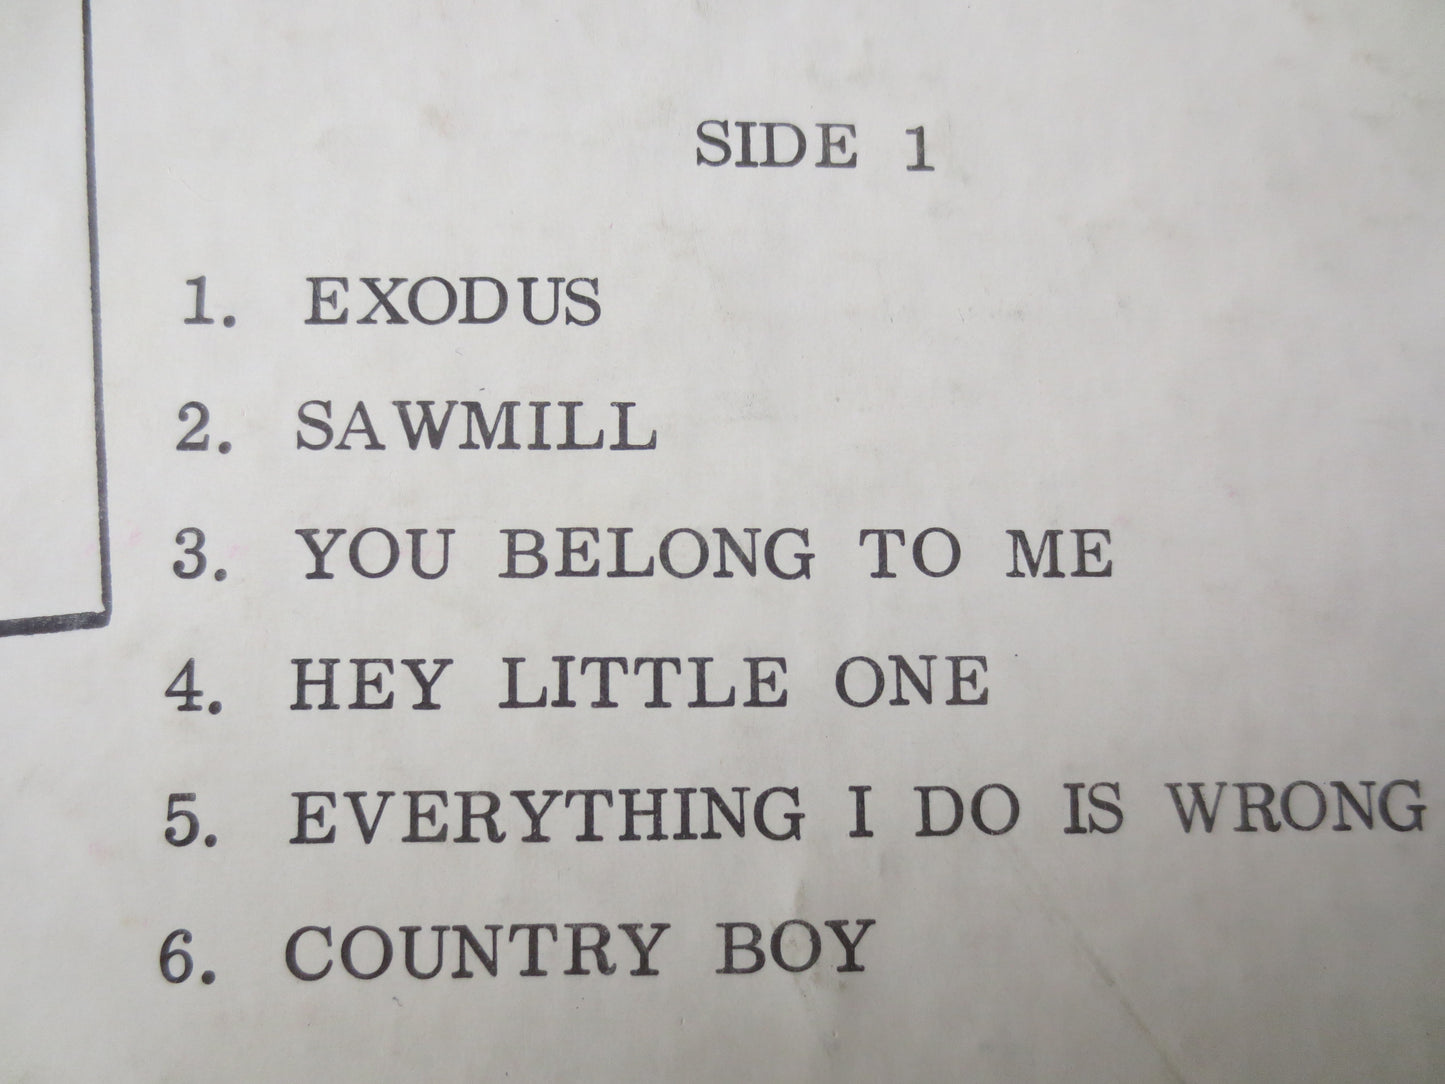 SIDE 1
1. EXODUS
2. SAWMILL
3. YOU BELONG TO ME
4. HEY LITTLE ONE
5. EVERYTHING I DO IS WRONG
6. COUNTRY BOY